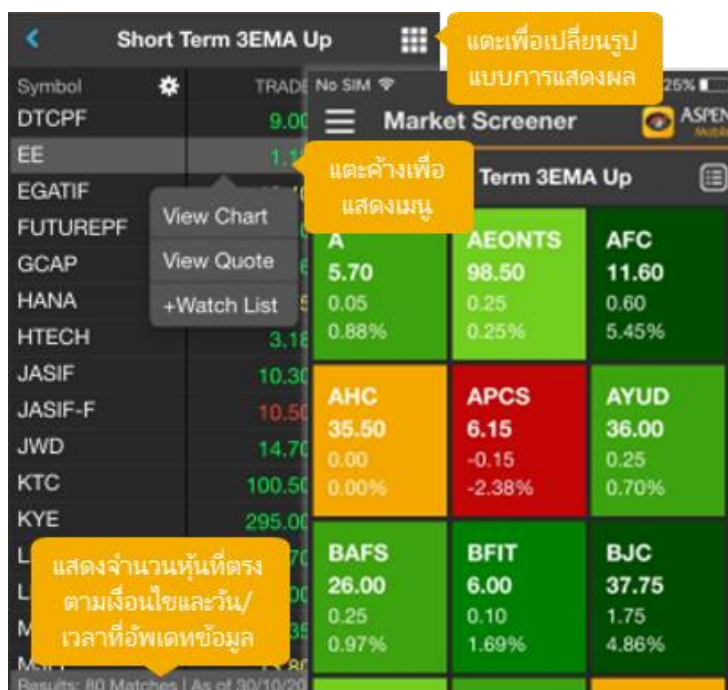 Short Term 3EMA Up
แตะเพื่อเปลี่ยนรูป
แบบการแสดงผล
Symbol
TRADE
DTCPF
9.00
EE
EGATIF
FUTUREPF
GCAP
HANA
HTECH
3.18
JASIF
10.30
JASIF-F
10.50
JWD
14.70
KTC
100.50
KYE
295.00
View Chart
View Quote
+Watch List
แตะค้างเพื่อ
แสดงเมนู
แสดงจำนวนหุ้นที่ตรง
ตามเงื่อนไขและวัน/
เวลาที่อัพเดทข้อมูล
Results: 80 Matches | As of 30/10/20
No SIM
25%
Market Screener
ASPEN
Mobile
Term 3EMA Up
A
5.70
0.05
0.88%
AEONTS
98.50
0.25
0.25%
AFC
11.60
0.60
5.45%
AHC
35.50
0.00
0.00%
APCS
6.15
-0.15
-2.38%
AYUD
36.00
0.25
0.70%
BAFS
26.00
0.25
0.97%
BFIT
6.00
0.10
1.69%
BJC
37.75
1.75
4.86%